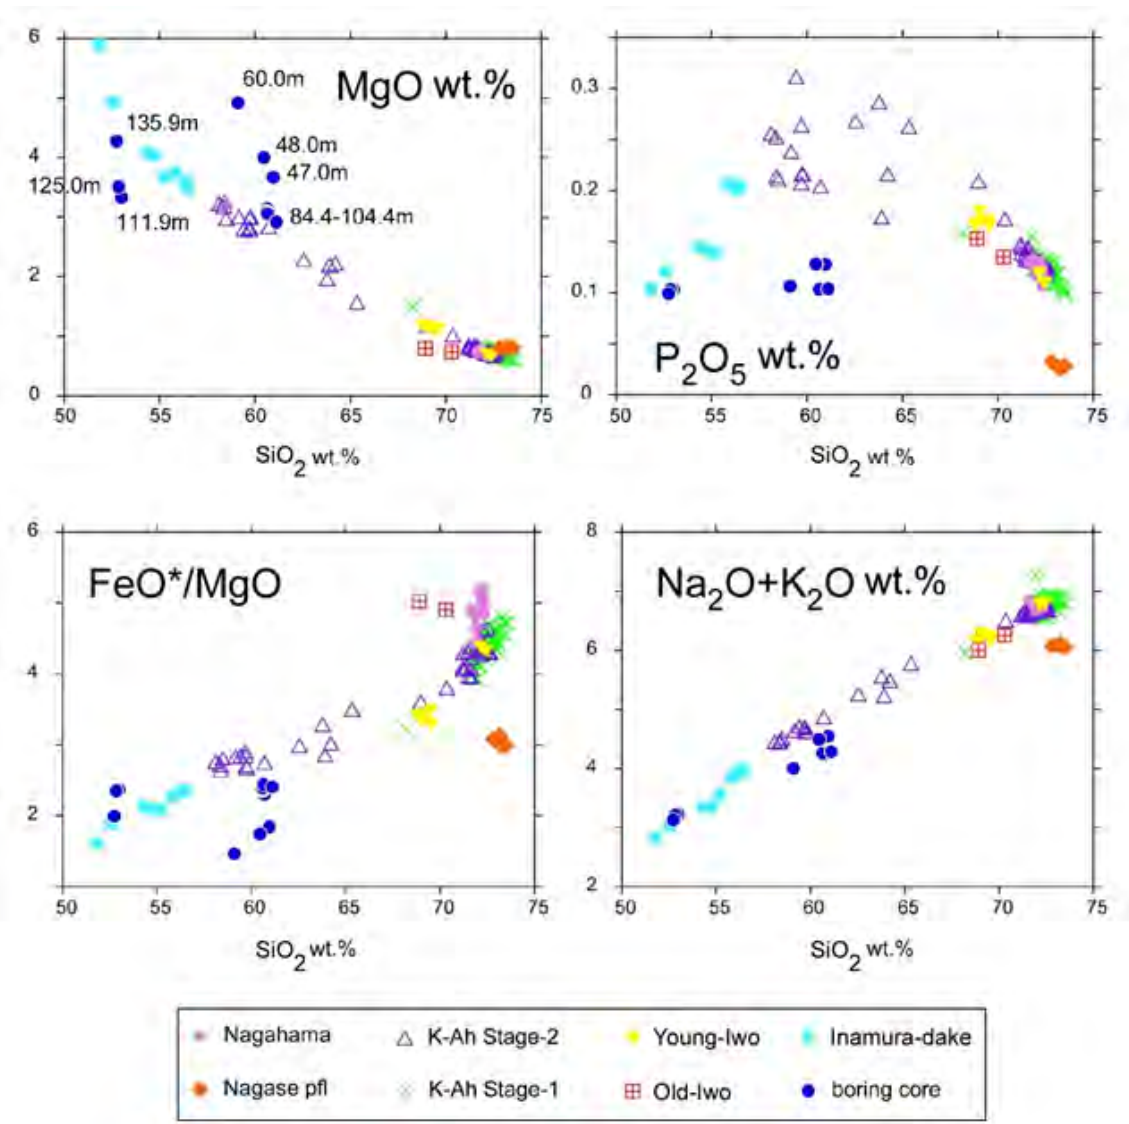 6
4
2
0
MgO wt.%
60.0m
135.9m
48.0m
47.0m
125.0m
111.9m
84.4-104.4m
50 55 60 65 70 75
SiO2 wt.%
0.3
0.2
0.1
0
P2O5 wt.%
50 55 60 65 70 75
SiO2 wt.%
6
4
2
FeO*/MgO
50 55 60 65 70 75
SiO2 wt.%
8
6
4
2
Na2O+K2O wt.%
50 55 60 65 70 75
SiO2 wt.%
Nagahama K-Ah Stage-2 Young-Iwo Inamura-dake
Nagase pfl K-Ah Stage-1 Old-Iwo boring core